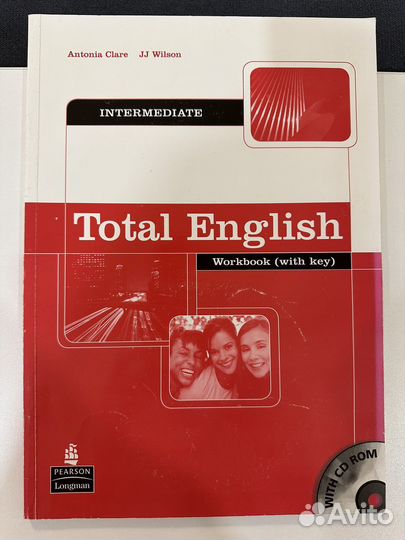 Antonia Clare JJ Wilson
INTERMEDIATE
Total English
Workbook (with key)
PEARSON
Longman
WITH CD ROM
Avito